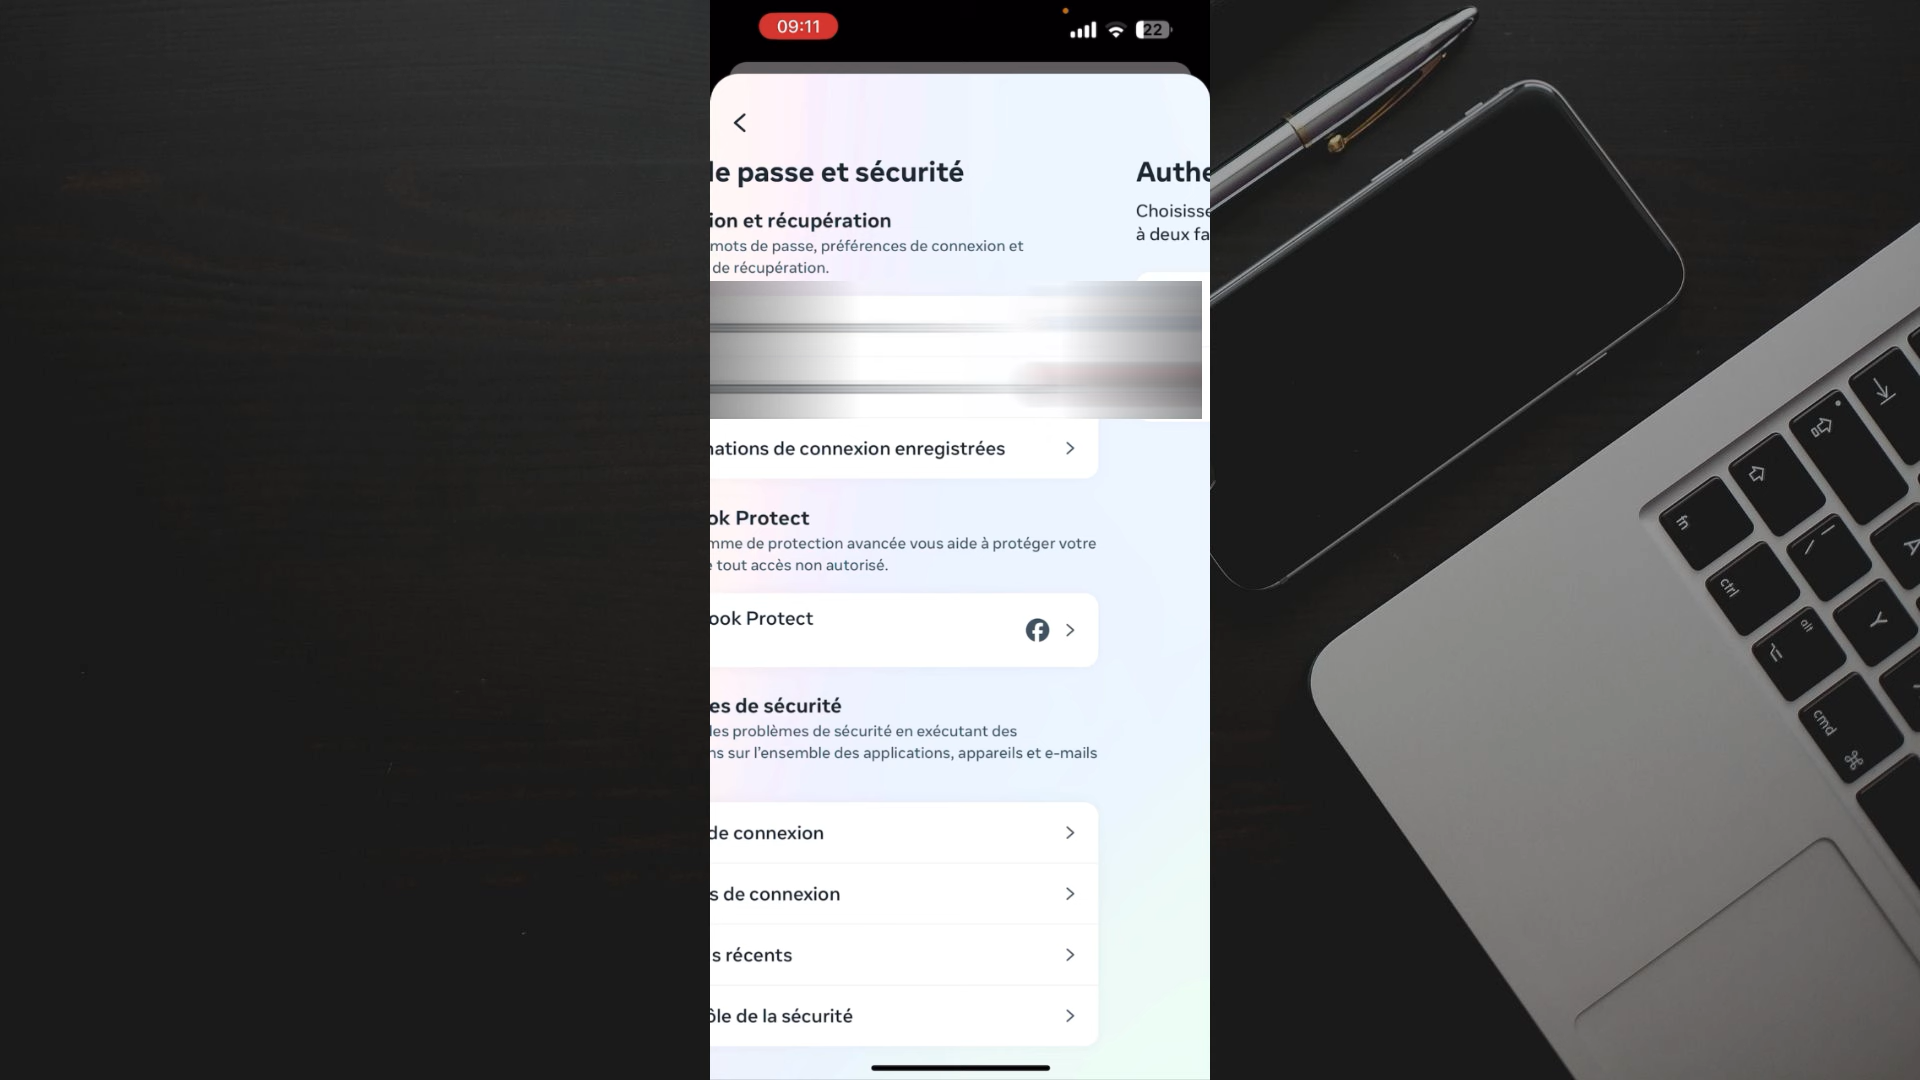 09:11
22
le passe et sécurité
ion et récupération
mots de passe, préférences de connexion et
de récupération.
Authe
Choisisse
à deux fa
nations de connexion enregistrées
ok Protect
mme de protection avancée vous aide à protéger votre
e tout accès non autorisé.
ook Protect
es de sécurité
les problèmes de sécurité en exécutant des
ns sur l'ensemble des applications, appareils et e-mails
de connexion
s de connexion
s récents
ôle de la sécurité
fn
ctrl
alt
cmd
⌘
A
Y